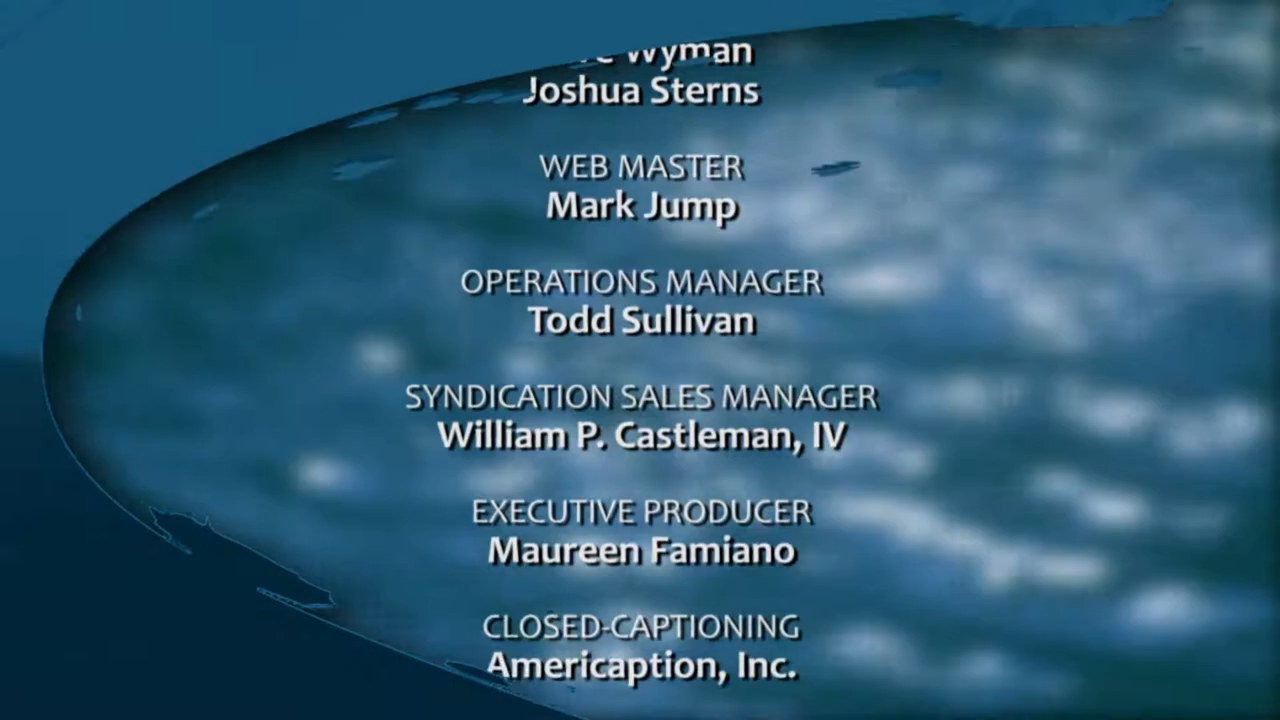 Wyman
Joshua Sterns
WEB MASTER
Mark Jump
OPERATIONS MANAGER
Todd Sullivan
SYNDICATION SALES MANAGER
William P. Castleman, IV
EXECUTIVE PRODUCER
Maureen Famiano
CLOSED-CAPTIONING
Americaption, Inc.